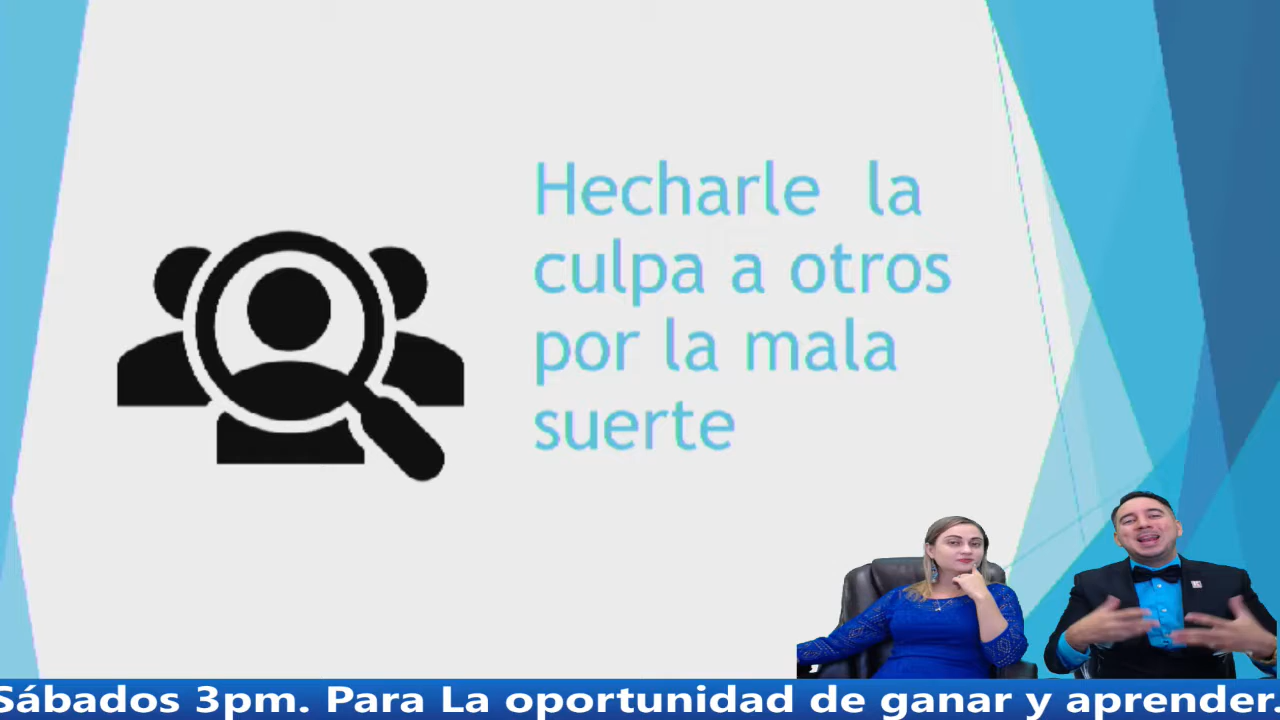 Hecharle la
culpa a otros
por la mala
suerte
Sábados 3pm. Para La oportunidad de ganar y aprender.